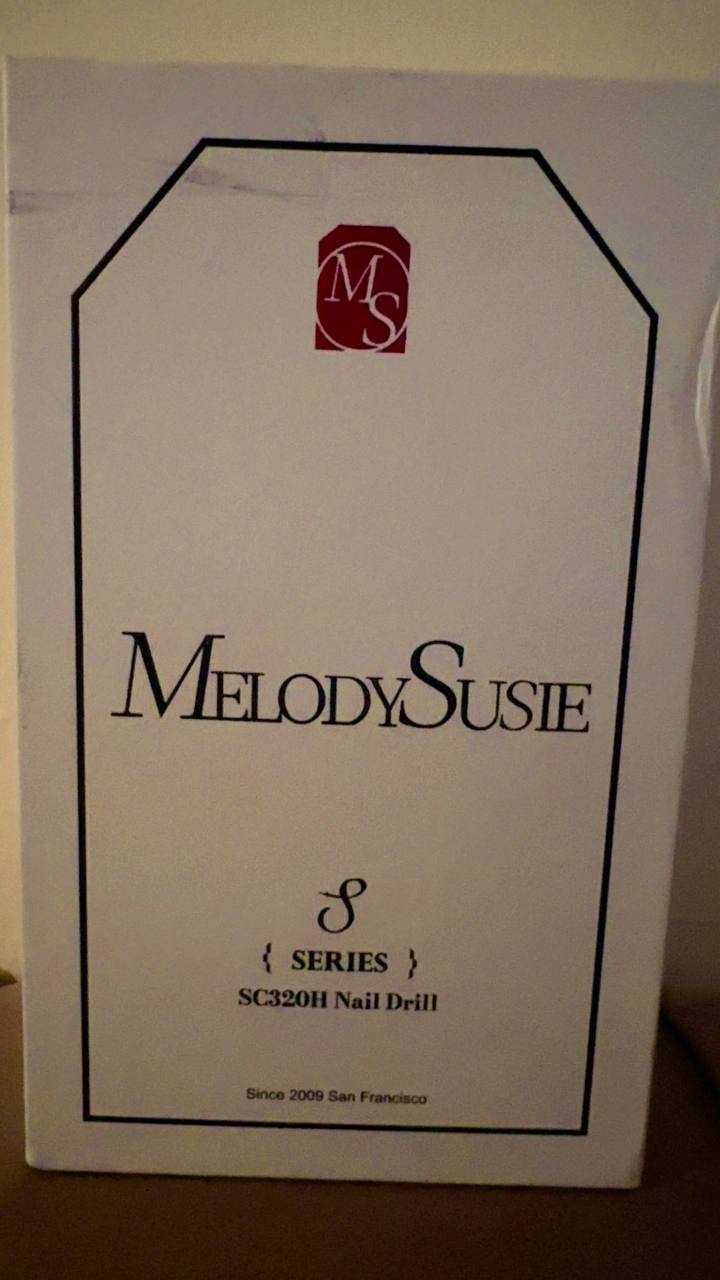 MS
MELODYSUSIE
S
{ SERIES }
SC320H Nail Drill
Since 2009 San Francisco